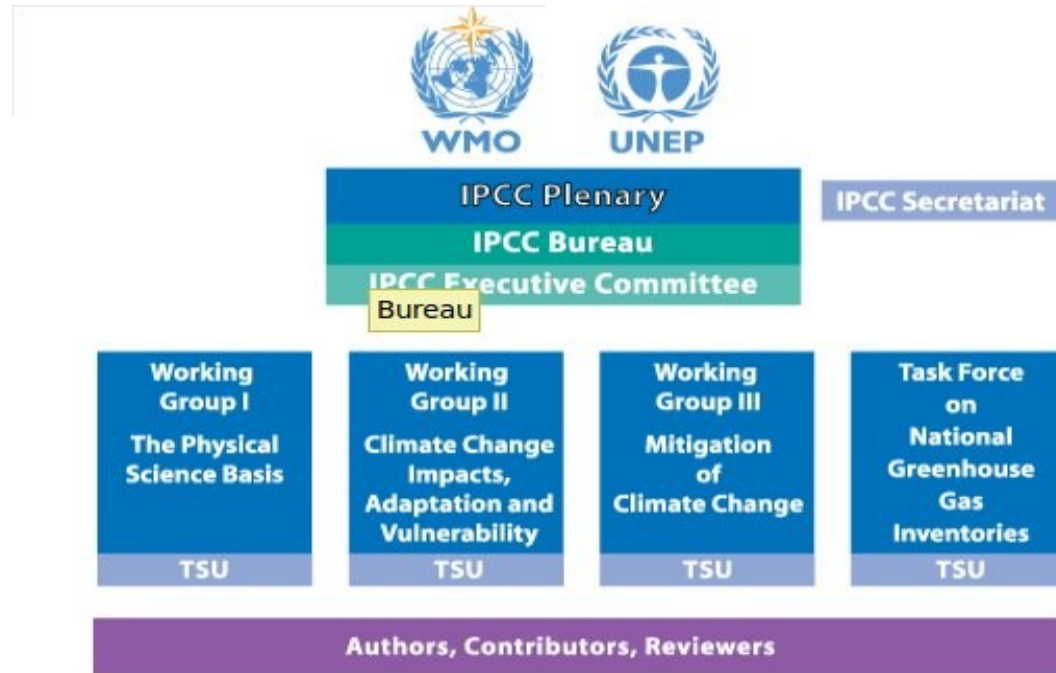 WMO
UNEP
IPCC Plenary
IPCC Secretariat
IPCC Bureau
IPCC Executive Committee
Bureau
Working
Group I
The Physical
Science Basis
TSU
Working
Group II
Climate Change
Impacts,
Adaptation and
Vulnerability
TSU
Working
Group III
Mitigation
of
Climate Change
TSU
Task Force
on
National
Greenhouse
Gas
Inventories
TSU
Authors, Contributors, Reviewers